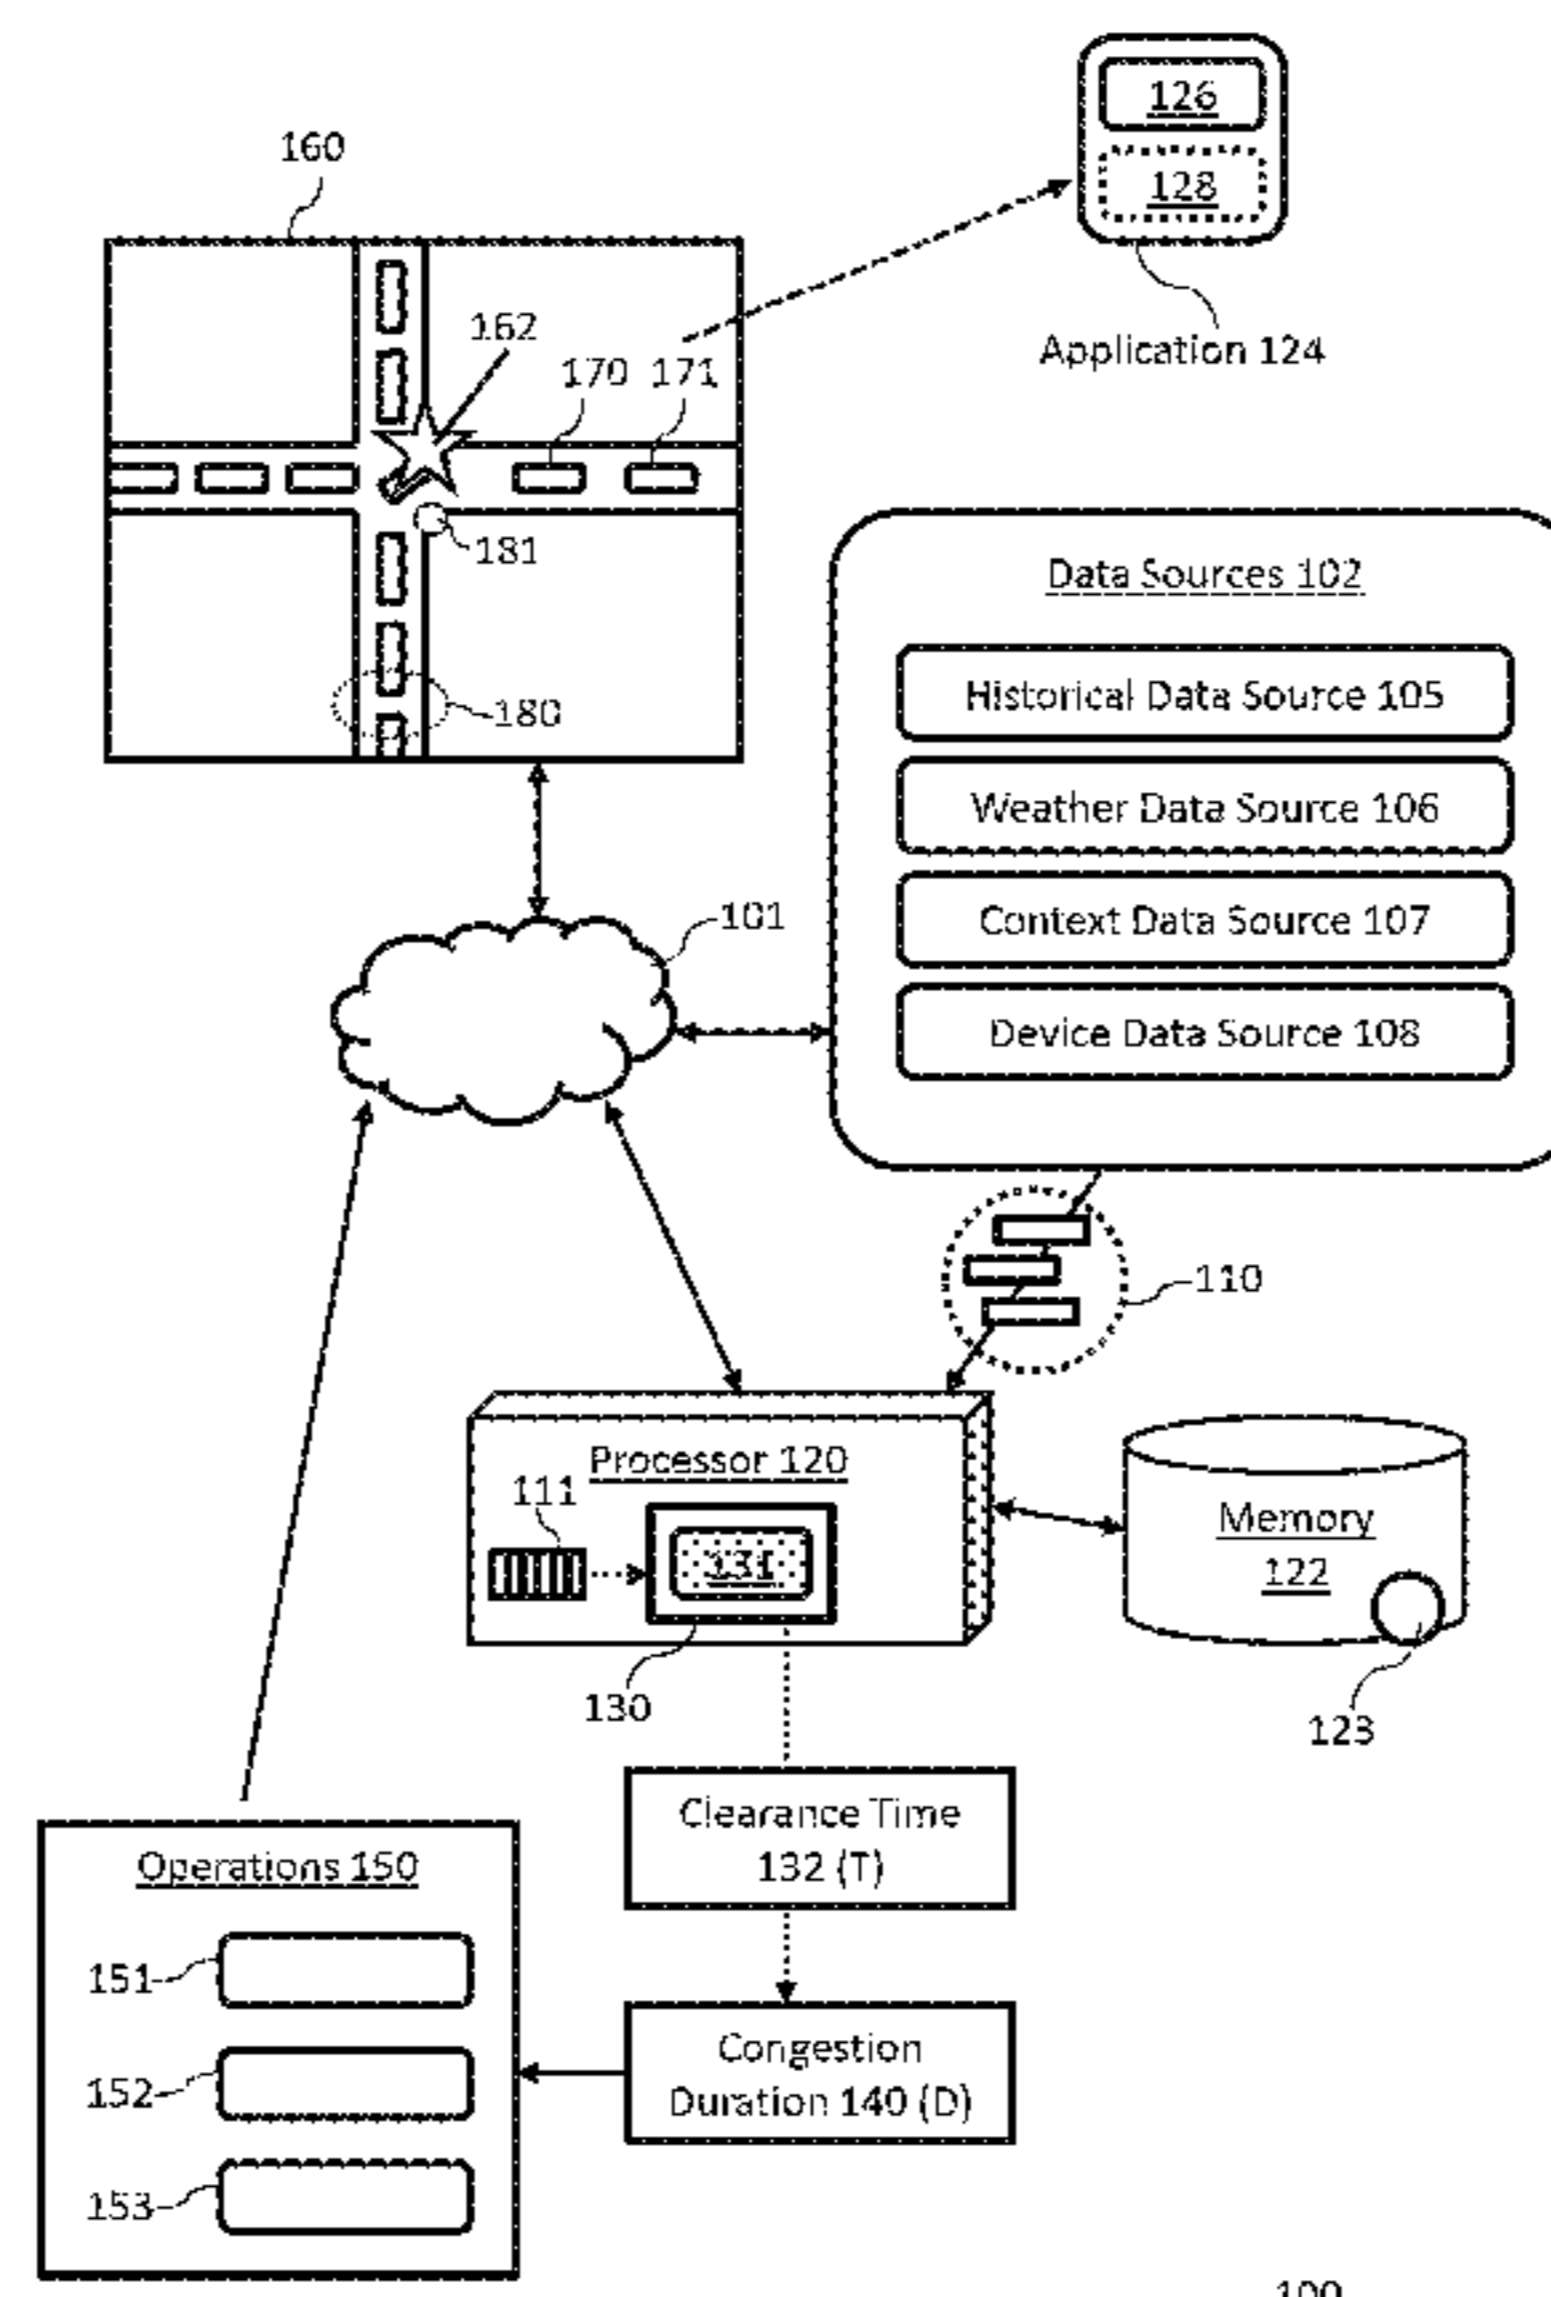 126
128
Application 124
160
162
170
171
181
180
Data Sources 102
Historical Data Source 105
Weather Data Source 106
Context Data Source 107
Device Data Source 108
101
110
Processor 120
111
131
130
Memory
122
123
Clearance Time
132 (T)
Congestion
Duration 140 (D)
Operations 150
151
152
153
100